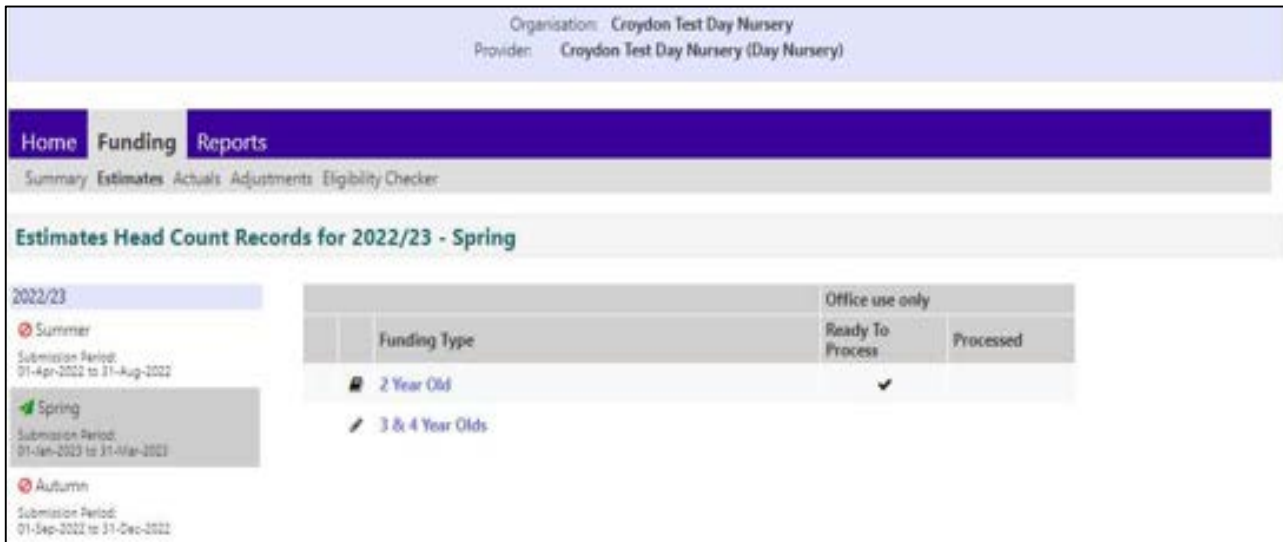 Organisation: Croydon Test Day Nursery
Provider: Croydon Test Day Nursery (Day Nursery)
Home Funding Reports
Summary Estimates Actuals Adjustments Eligibility Checker
Estimates Head Count Records for 2022/23 - Spring
2022/23
Summer
Submission Period:
01-Apr-2022 to 31-Aug-2022
Spring
Submission Period:
01-Jan-2023 to 31-Mar-2023
Autumn
Submission Period:
01-Sep-2022 to 31-Dec-2022
Office use only
Funding Type
Ready To
Process
Processed
2 Year Old
3 & 4 Year Olds